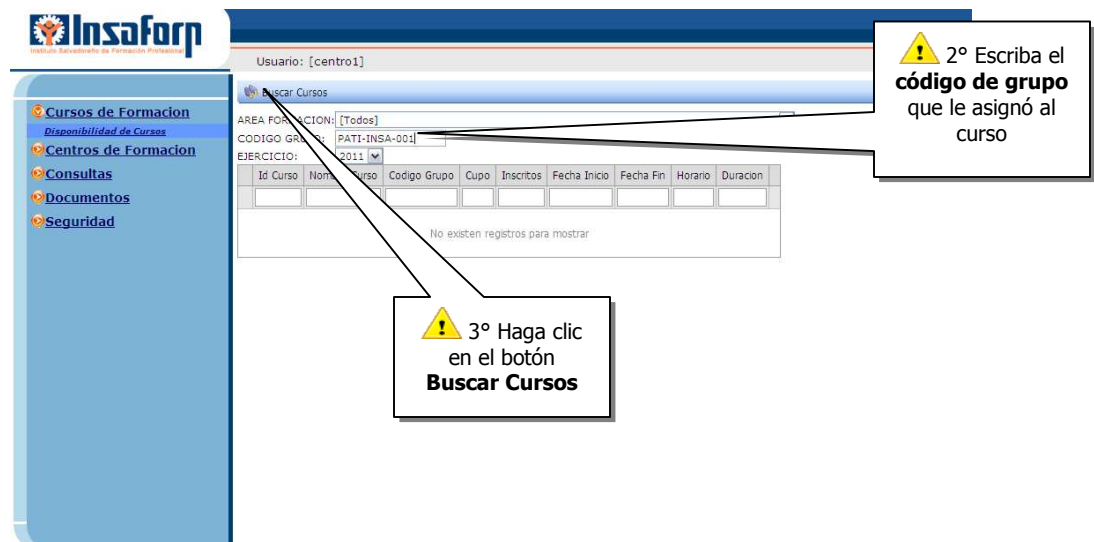 Insaforp
Instituto Salvadoreño de Formación Profesional
Usuario: [centro1]
Buscar Cursos
Cursos de Formacion
Disponibilidad de Cursos
Centros de Formacion
Consultas
Documentos
Seguridad
AREA FORMACION: [Todos]
CODIGO GRUPO: PATI-INSA-001
EJERCICIO: 2011
Id Curso Nombre Curso Codigo Grupo Cupo Inscritos Fecha Inicio Fecha Fin Horario Duracion
No existen registros para mostrar
2° Escriba el
código de grupo
que le asignó al
curso
3° Haga clic
en el botón
Buscar Cursos